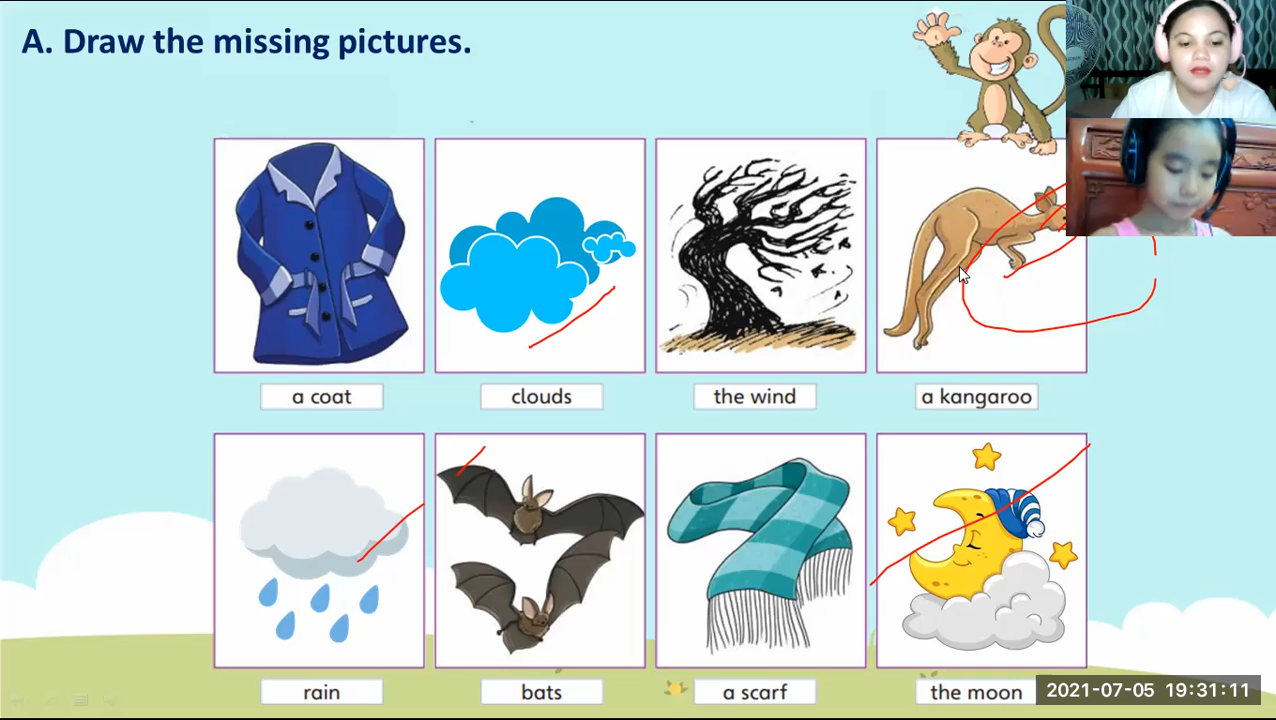 A. Draw the missing pictures.
a coat
clouds
the wind
a kangaroo
rain
bats
a scarf
the moon
2021-07-05 19:31:11